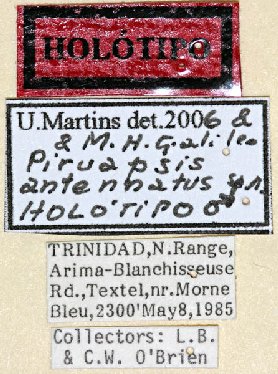 HOLÓTIPO
U.Martins det.2006 &
& M. H. Galileo
Piruapsis
antennatus sp.n.
HOLÓTIPO ♂
TRINIDAD,N.Range,
Arima-Blanchisseuse
Rd.,Textel,nr.Morne
Bleu,2300'May8,1985
Collectors: L.B.
& C.W. O'Brien